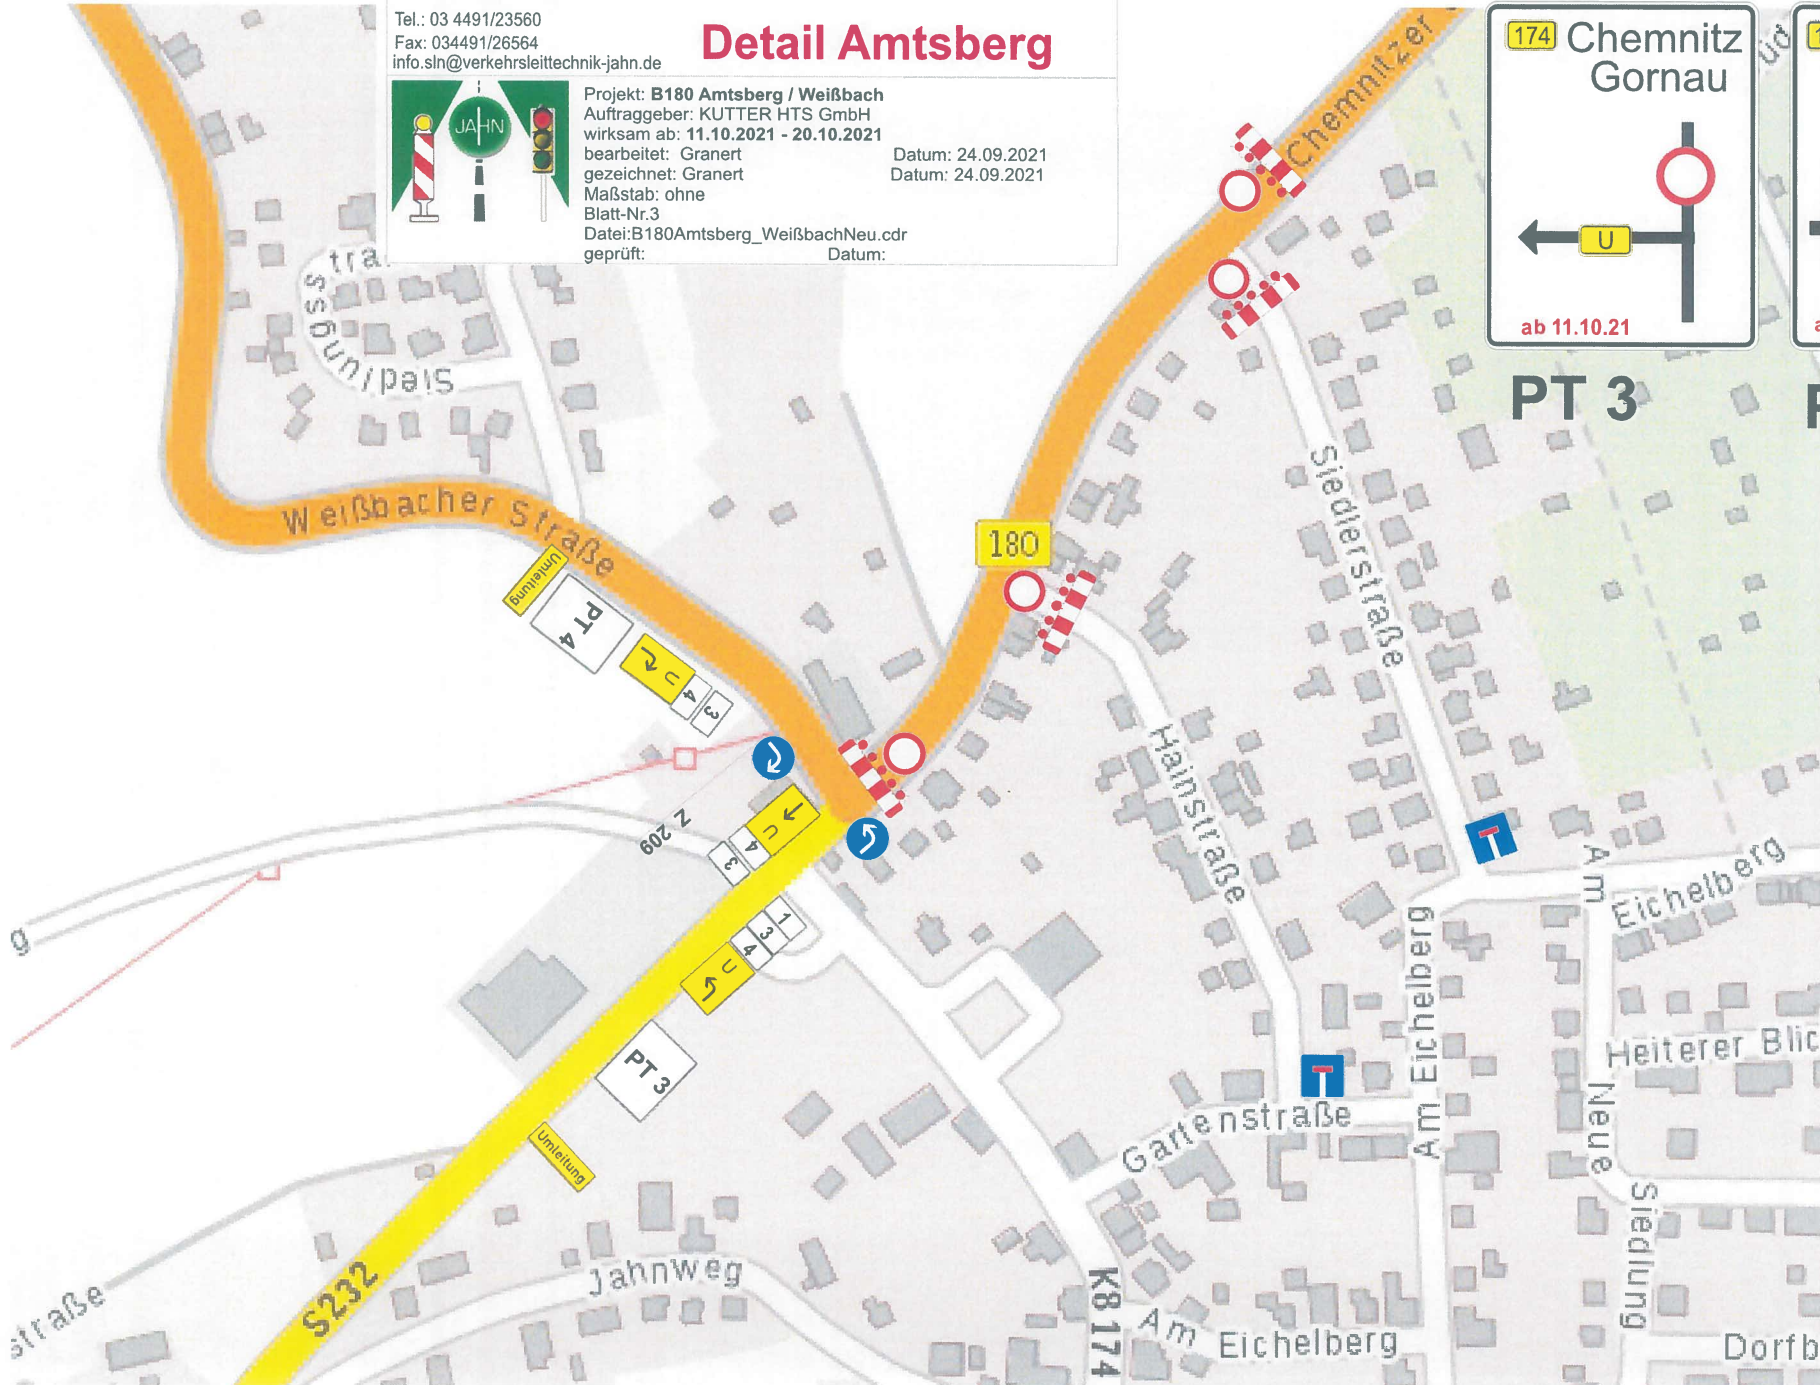 Tel.: 03 4491/23560
Fax: 034491/26564
info.sln@verkehrsleittechnik-jahn.de
Detail Amtsberg
JAHN
Projekt: B180 Amtsberg / Weißbach
Auftraggeber: KUTTER HTS GmbH
wirksam ab: 11.10.2021 - 20.10.2021
bearbeitet: Granert Datum: 24.09.2021
gezeichnet: Granert Datum: 24.09.2021
Maßstab: ohne
Blatt-Nr.3
Datei:B180Amtsberg_WeißbachNeu.cdr
geprüft: Datum:
174 Chemnitz
Gornau
U
ab 11.10.21
PT 3
Chemnitzer
Siedlungsstra
Weißbacher Straße
180
Siedlerstraße
Umleitung
PT 4
U
4
3
Hainstraße
Z 209
U
4
3
1
3
4
U
PT 3
Umleitung
Am
Eichelberg
Am Eichelberg
Heiterer Blic
Gartenstraße
Neue
Siedlung
S232
Jahnweg
straße
K8174
Am
Eichelberg
Dorfb
g